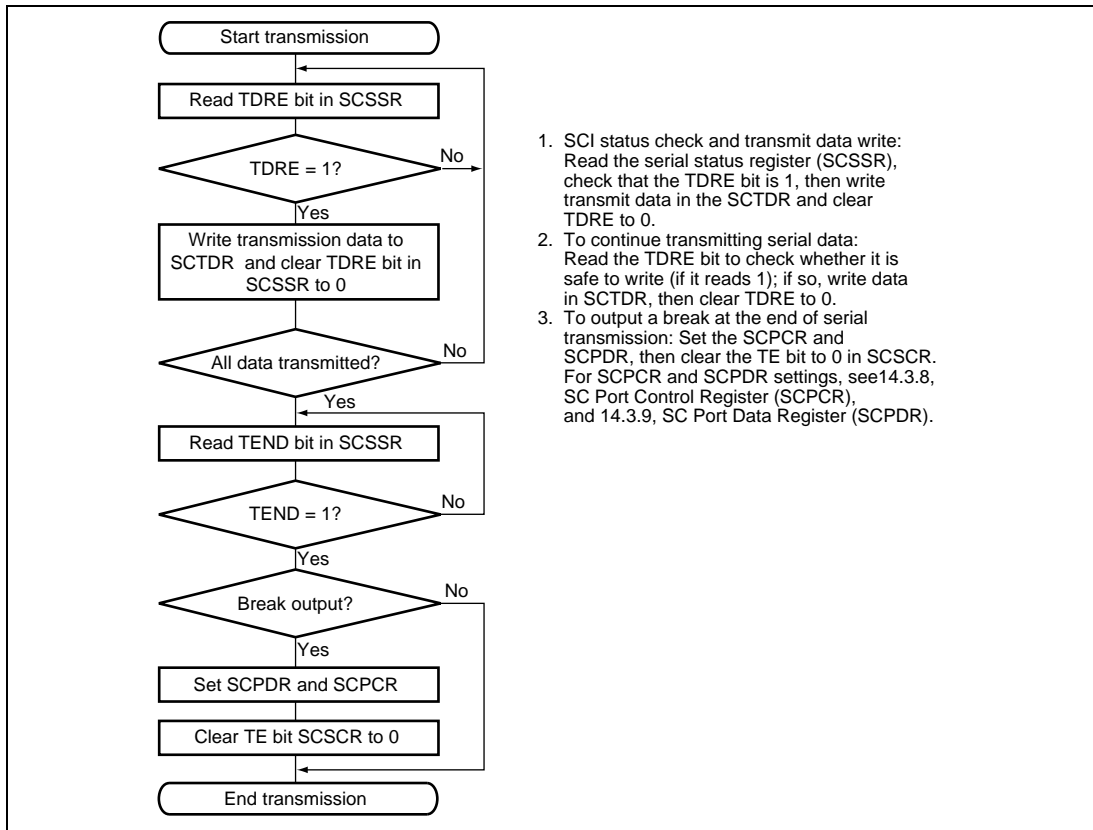 Start transmission
Read TDRE bit in SCSSR
No
TDRE = 1?
Yes
Write transmission data to
SCTDR and clear TDRE bit in
SCSSR to 0
No
All data transmitted?
Yes
Read TEND bit in SCSSR
No
TEND = 1?
Yes
No
Break output?
Yes
Set SCPDR and SCPCR
Clear TE bit SCSCR to 0
End transmission
1. SCI status check and transmit data write:
Read the serial status register (SCSSR),
check that the TDRE bit is 1, then write
transmit data in the SCTDR and clear
TDRE to 0.
2. To continue transmitting serial data:
Read the TDRE bit to check whether it is
safe to write (if it reads 1); if so, write data
in SCTDR, then clear TDRE to 0.
3. To output a break at the end of serial
transmission: Set the SCPCR and
SCPDR, then clear the TE bit to 0 in SCSCR.
For SCPCR and SCPDR settings, see14.3.8,
SC Port Control Register (SCPCR),
and 14.3.9, SC Port Data Register (SCPDR).